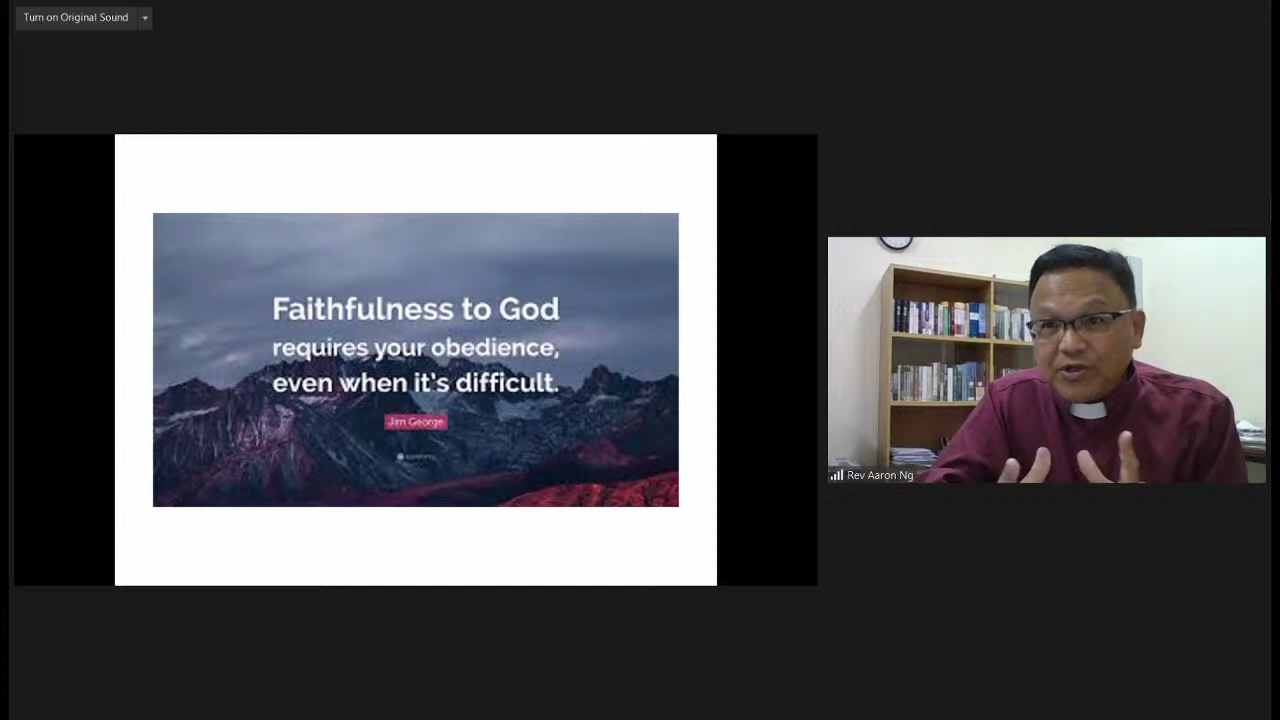 Turn on Original Sound
Faithfulness to God
requires your obedience,
even when it's difficult.
Jim George
Rev Aaron Ng